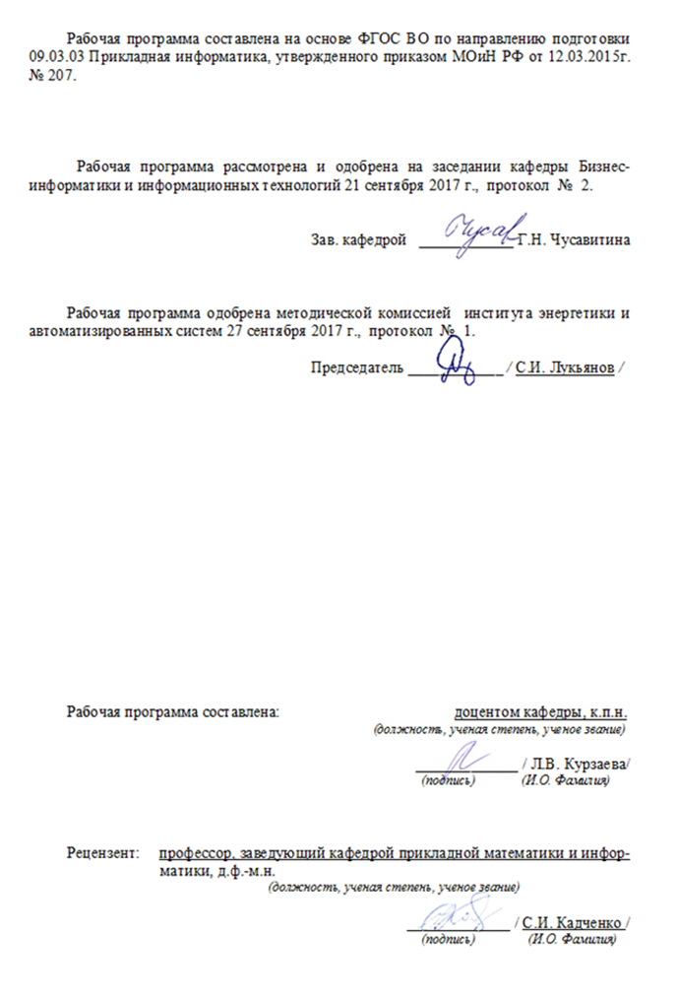 Рабочая программа составлена на основе ФГОС ВО по направлению подготовки
09.03.03 Прикладная информатика, утвержденного приказом МОиН РФ от 12.03.2015г.
№ 207.
Рабочая программа рассмотрена и одобрена на заседании кафедры Бизнес-
информатики и информационных технологий 21 сентября 2017 г., протокол № 2.
Зав. кафедрой Чусав Г.Н. Чусавитина
Рабочая программа одобрена методической комиссией института энергетики и
автоматизированных систем 27 сентября 2017 г., протокол № 1.
Председатель / С.И. Лукьянов /
Рабочая программа составлена: доцентом кафедры, к.п.н.
(должность, ученая степень, ученое звание)
/ Л.В. Курзаева/
(подпись) (И.О. Фамилия)
Рецензент: профессор, заведующий кафедрой прикладной математики и инфор-
матики, д.ф.-м.н.
(должность, ученая степень, ученое звание)
/ С.И. Кадченко /
(подпись) (И.О. Фамилия)